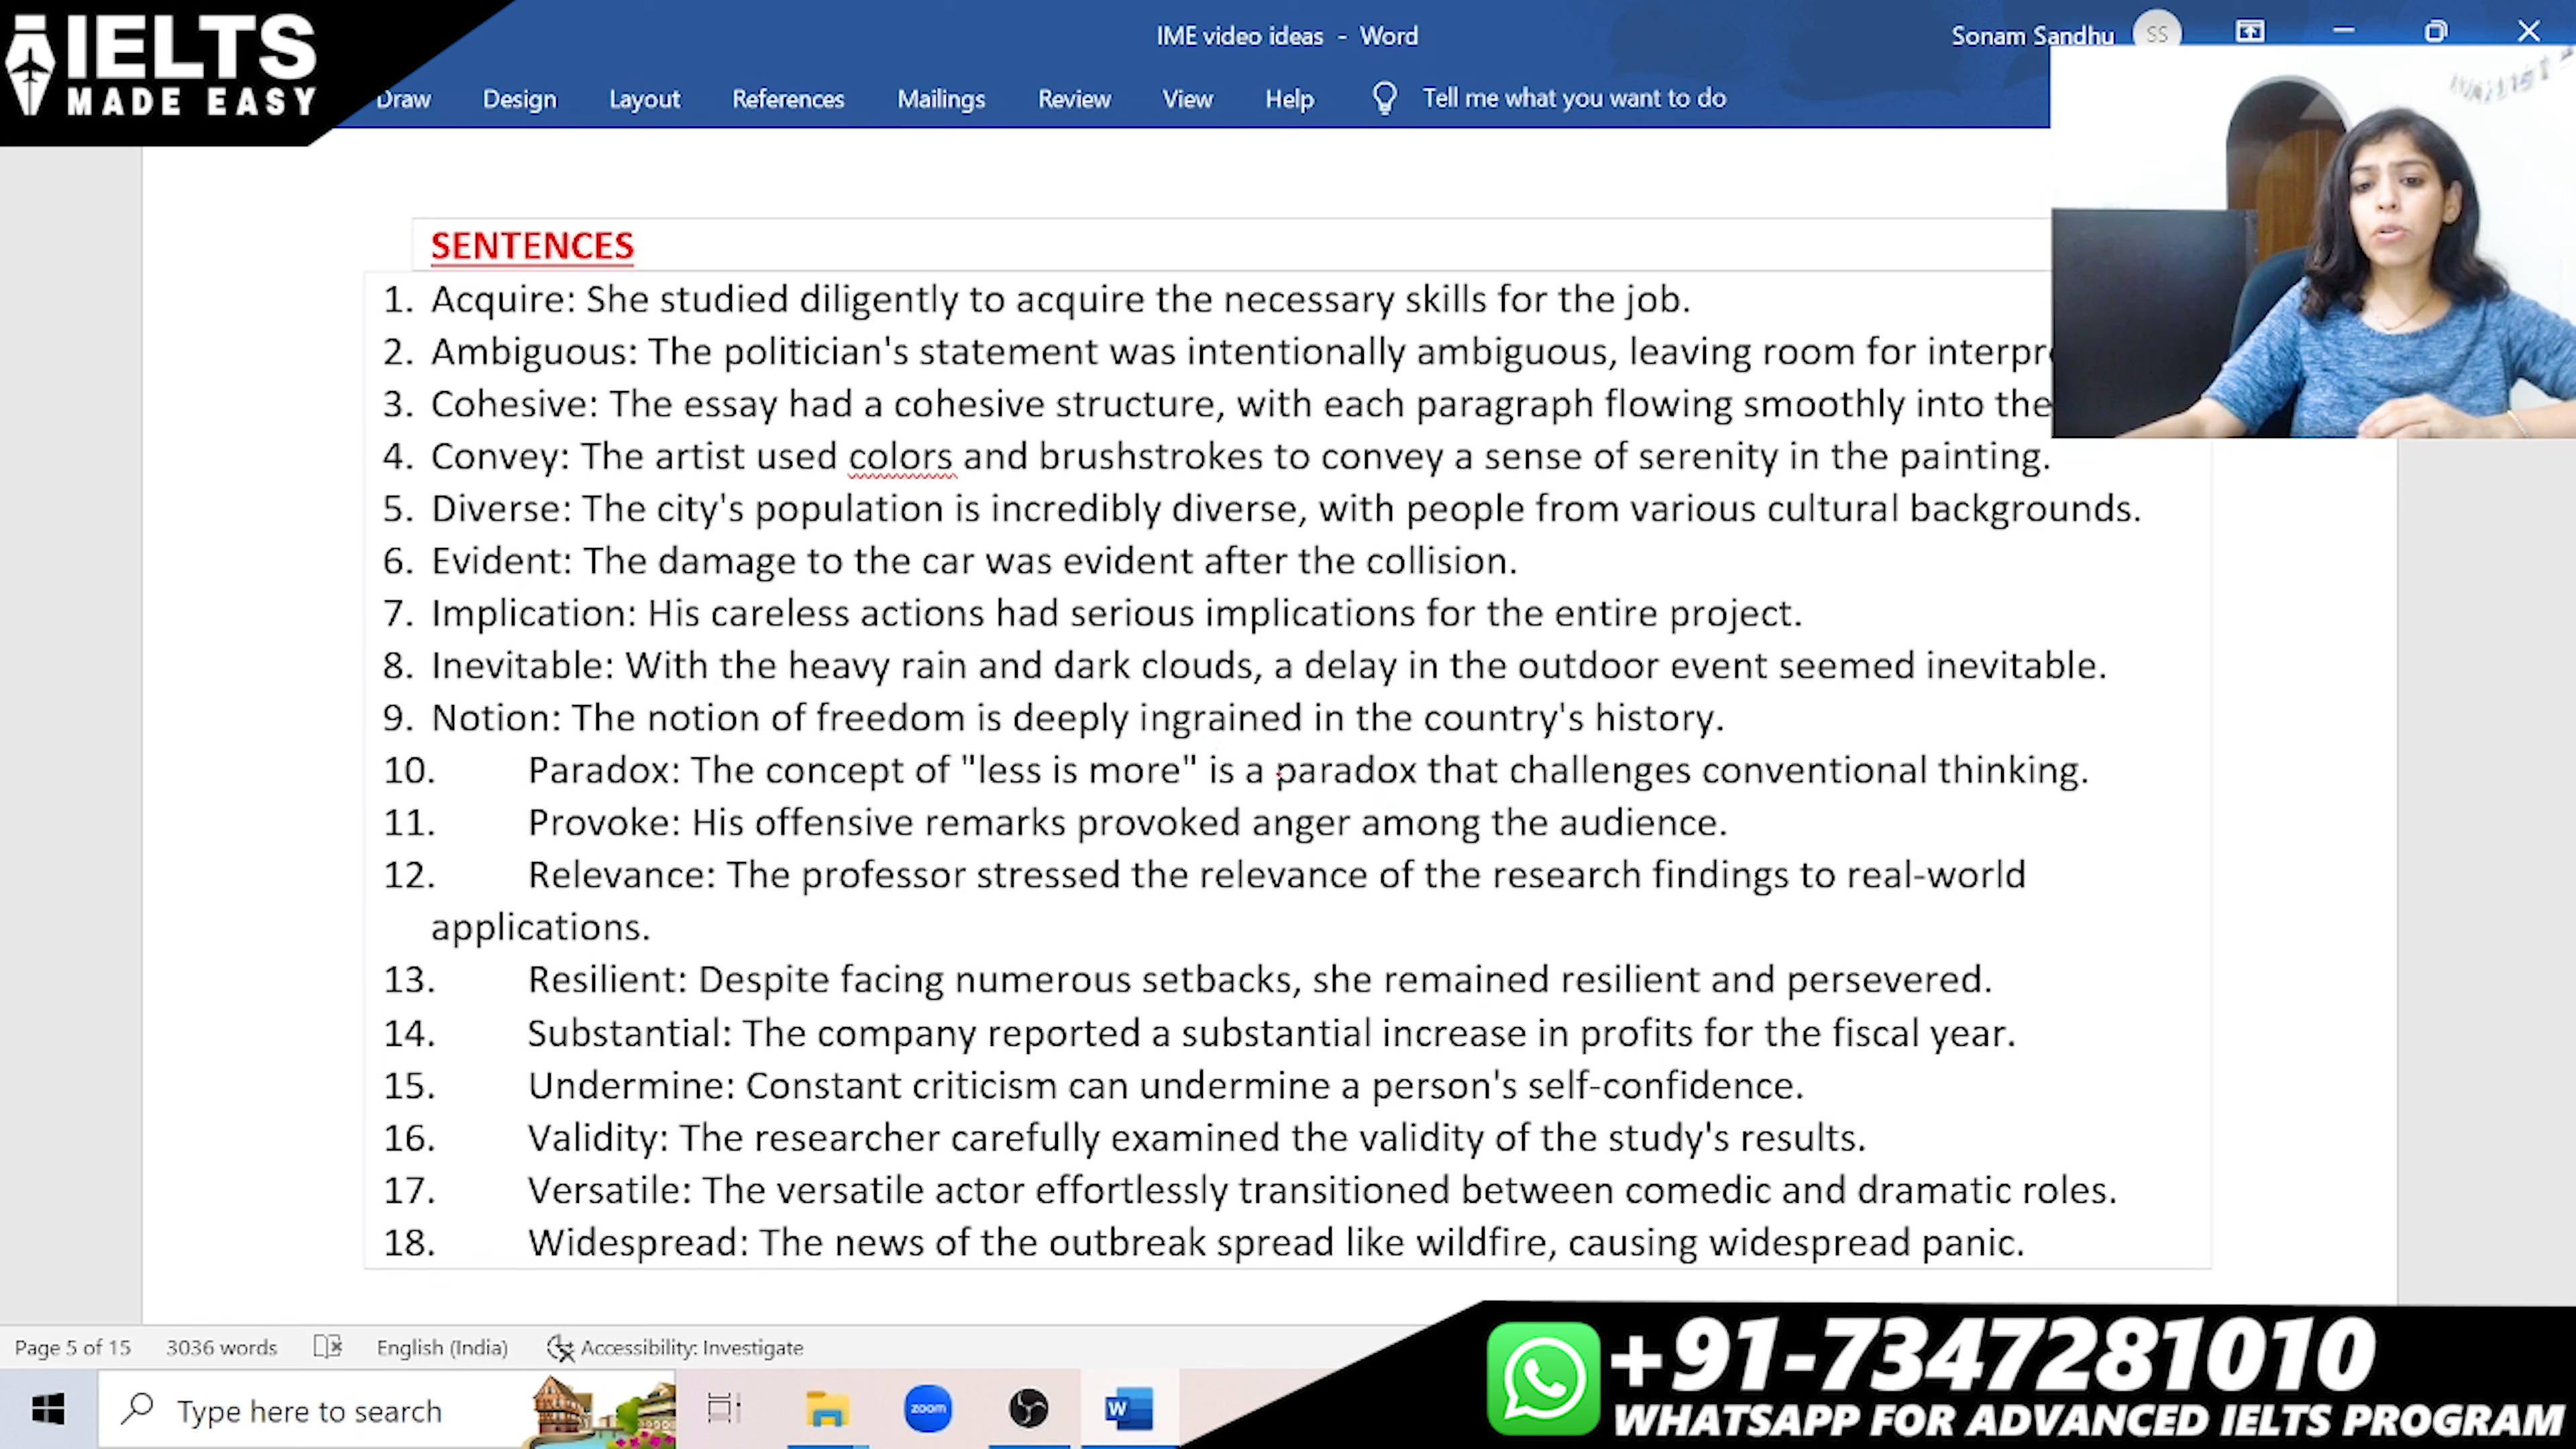 IELTS
MADE EASY
IME video ideas - Word
Sonam Sandhu
SS
Draw Design Layout References Mailings Review View Help Tell me what you want to do
SENTENCES
1. Acquire: She studied diligently to acquire the necessary skills for the job.
2. Ambiguous: The politician's statement was intentionally ambiguous, leaving room for
3. Cohesive: The essay had a cohesive structure, with each paragraph flowing smoothly into the
4. Convey: The artist used colors and brushstrokes to convey a sense of serenity in the painting.
5. Diverse: The city's population is incredibly diverse, with people from various cultural backgrounds.
6. Evident: The damage to the car was evident after the collision.
7. Implication: His careless actions had serious implications for the entire project.
8. Inevitable: With the heavy rain and dark clouds, a delay in the outdoor event seemed inevitable.
9. Notion: The notion of freedom is deeply ingrained in the country's history.
10. Paradox: The concept of "less is more" is a paradox that challenges conventional thinking.
11. Provoke: His offensive remarks provoked anger among the audience.
12. Relevance: The professor stressed the relevance of the research findings to real-world
applications.
13. Resilient: Despite facing numerous setbacks, she remained resilient and persevered.
14. Substantial: The company reported a substantial increase in profits for the fiscal year.
15. Undermine: Constant criticism can undermine a person's self-confidence.
16. Validity: The researcher carefully examined the validity of the study's results.
17. Versatile: The versatile actor effortlessly transitioned between comedic and dramatic roles.
18. Widespread: The news of the outbreak spread like wildfire, causing widespread panic.
Page 5 of 15 3036 words English (India) Accessibility: Investigate
Type here to search
zoom
W
+91-7347281010
WHATSAPP FOR ADVANCED IELTS PROGRAM